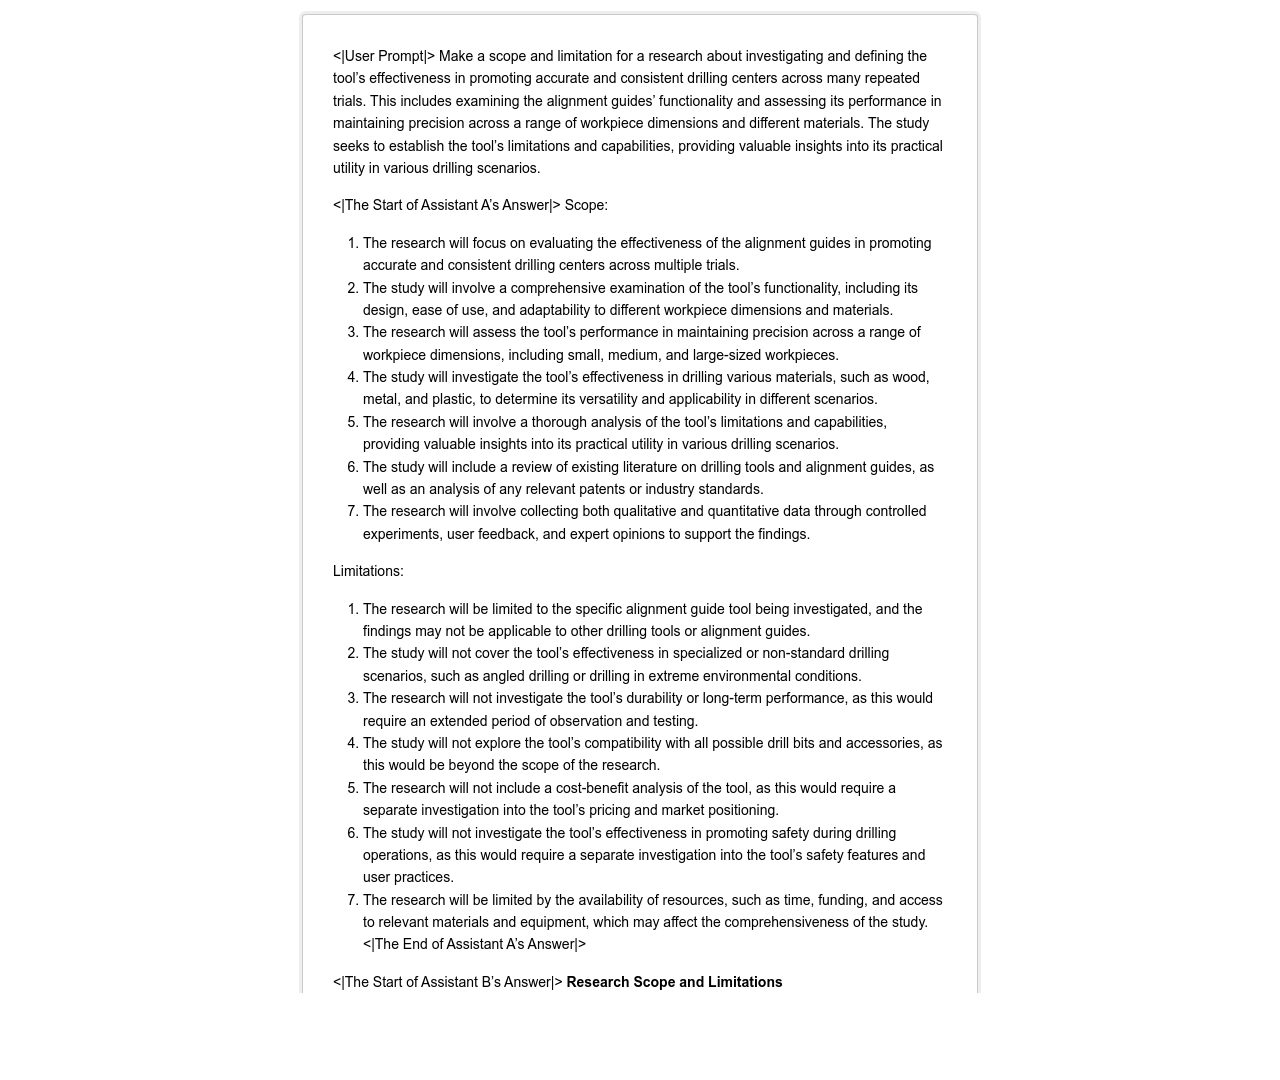 <|User Prompt|> Make a scope and limitation for a research about investigating and defining the
tool’s effectiveness in promoting accurate and consistent drilling centers across many repeated
trials. This includes examining the alignment guides’ functionality and assessing its performance in
maintaining precision across a range of workpiece dimensions and different materials. The study
seeks to establish the tool’s limitations and capabilities, providing valuable insights into its practical
utility in various drilling scenarios.
<|The Start of Assistant A’s Answer|> Scope:
1. The research will focus on evaluating the effectiveness of the alignment guides in promoting
accurate and consistent drilling centers across multiple trials.
2. The study will involve a comprehensive examination of the tool’s functionality, including its
design, ease of use, and adaptability to different workpiece dimensions and materials.
3. The research will assess the tool’s performance in maintaining precision across a range of
workpiece dimensions, including small, medium, and large-sized workpieces.
4. The study will investigate the tool’s effectiveness in drilling various materials, such as wood,
metal, and plastic, to determine its versatility and applicability in different scenarios.
5. The research will involve a thorough analysis of the tool’s limitations and capabilities,
providing valuable insights into its practical utility in various drilling scenarios.
6. The study will include a review of existing literature on drilling tools and alignment guides, as
well as an analysis of any relevant patents or industry standards.
7. The research will involve collecting both qualitative and quantitative data through controlled
experiments, user feedback, and expert opinions to support the findings.
Limitations:
1. The research will be limited to the specific alignment guide tool being investigated, and the
findings may not be applicable to other drilling tools or alignment guides.
2. The study will not cover the tool’s effectiveness in specialized or non-standard drilling
scenarios, such as angled drilling or drilling in extreme environmental conditions.
3. The research will not investigate the tool’s durability or long-term performance, as this would
require an extended period of observation and testing.
4. The study will not explore the tool’s compatibility with all possible drill bits and accessories, as
this would be beyond the scope of the research.
5. The research will not include a cost-benefit analysis of the tool, as this would require a
separate investigation into the tool’s pricing and market positioning.
6. The study will not investigate the tool’s effectiveness in promoting safety during drilling
operations, as this would require a separate investigation into the tool’s safety features and
user practices.
7. The research will be limited by the availability of resources, such as time, funding, and access
to relevant materials and equipment, which may affect the comprehensiveness of the study.
<|The End of Assistant A’s Answer|>
<|The Start of Assistant B’s Answer|> Research Scope and Limitations